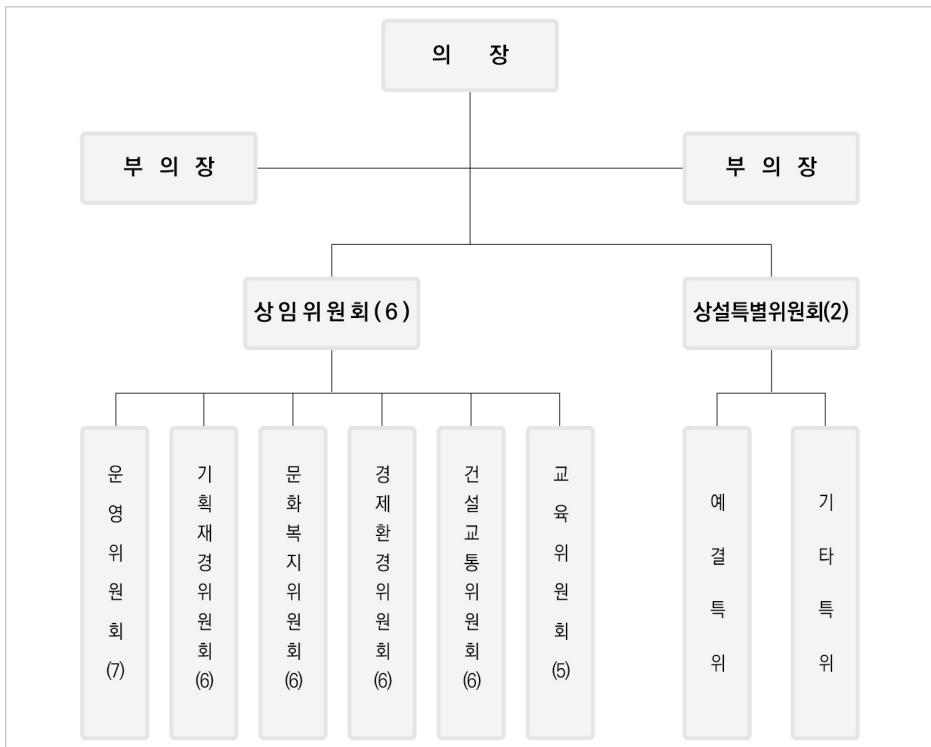 의 장
부 의 장
부 의 장
상임위원회(6)
상설특별위원회(2)
운영위원회(7)
기획재경위원회(6)
문화복지위원회(6)
경제환경위원회(6)
건설교통위원회(6)
교육위원회(5)
예결특위
기타특위